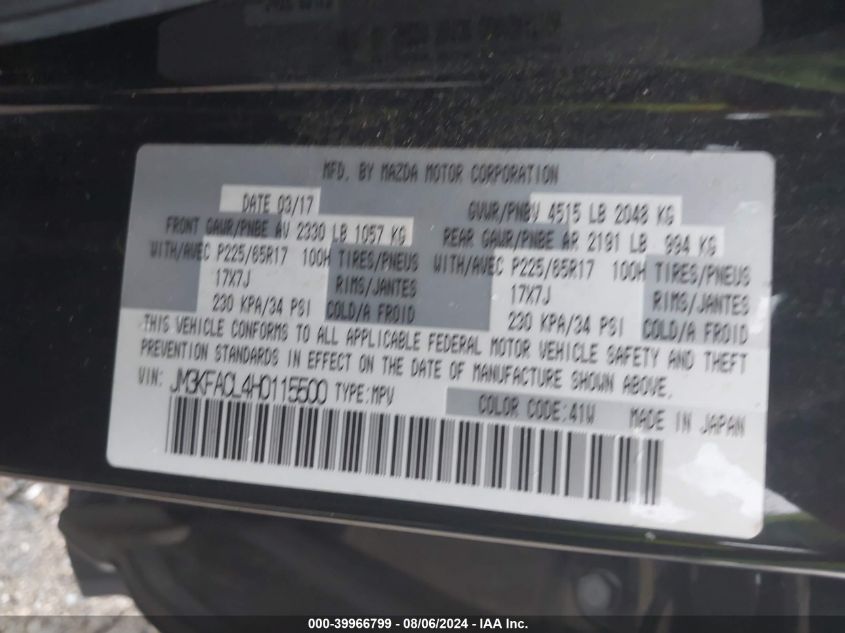 MFD. BY MAZDA MOTOR CORPORATION
DATE 03/17 GVWR/PNBV 4515 LB 2048 KG
FRONT GAWR/PNBE AV 2330 LB 1057 KG REAR GAWR/PNBE AR 2191 LB 994 KG
WITH/AVEC P225/65R17 100H TIRES/PNEUS WITH/AVEC P225/65R17 100H TIRES/PNEUS
17X7J RIMS/JANTES 17X7J RIMS/JANTES
230 KPA/34 PSI COLD/A FROID 230 KPA/34 PSI COLD/A FROID
THIS VEHICLE CONFORMS TO ALL APPLICABLE FEDERAL MOTOR VEHICLE SAFETY AND THEFT
PREVENTION STANDARDS IN EFFECT ON THE DATE OF MANUFACTURE SHOWN ABOVE.
VIN: JM3KFACL4H0115500 TYPE:MPV COLOR CODE:41W MADE IN JAPAN
000-39966799 - 08/06/2024 - IAA Inc.